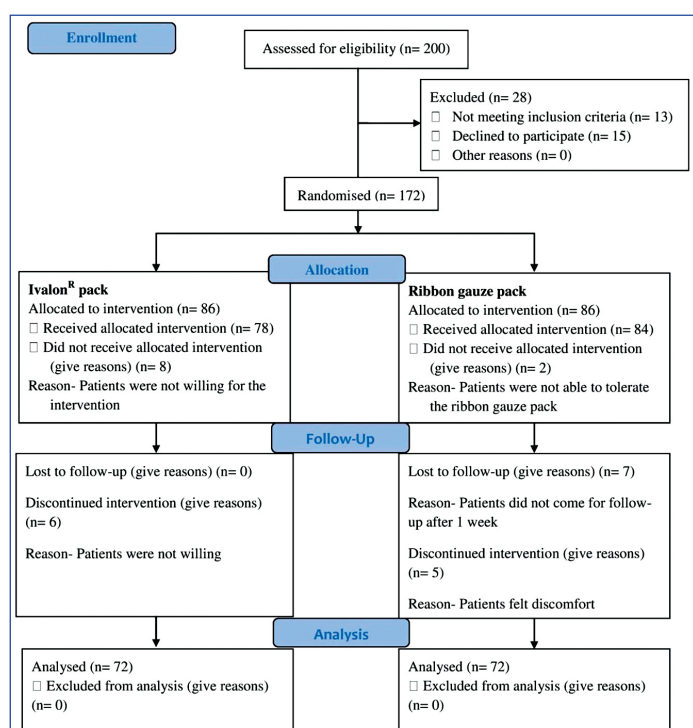 Enrollment
Assessed for eligibility (n= 200)
Excluded (n= 28)
□ Not meeting inclusion criteria (n= 13)
□ Declined to participate (n= 15)
□ Other reasons (n= 0)
Randomised (n= 172)
Allocation
Ivalonᴿ pack
Allocated to intervention (n= 86)
□ Received allocated intervention (n= 78)
□ Did not receive allocated intervention
(give reasons) (n= 8)
Reason- Patients were not willing for the
intervention
Ribbon gauze pack
Allocated to intervention (n= 86)
□ Received allocated intervention (n= 84)
□ Did not receive allocated intervention
(give reasons) (n= 2)
Reason- Patients were not able to tolerate
the ribbon gauze pack
Follow-Up
Lost to follow-up (give reasons) (n= 0)
Discontinued intervention (give reasons)
(n= 6)
Reason- Patients were not willing
Lost to follow-up (give reasons) (n= 7)
Reason- Patients did not come for follow-
up after 1 week
Discontinued intervention (give reasons)
(n= 5)
Reason- Patients felt discomfort
Analysis
Analysed (n= 72)
□ Excluded from analysis (give reasons)
(n= 0)
Analysed (n= 72)
□ Excluded from analysis (give reasons)
(n= 0)